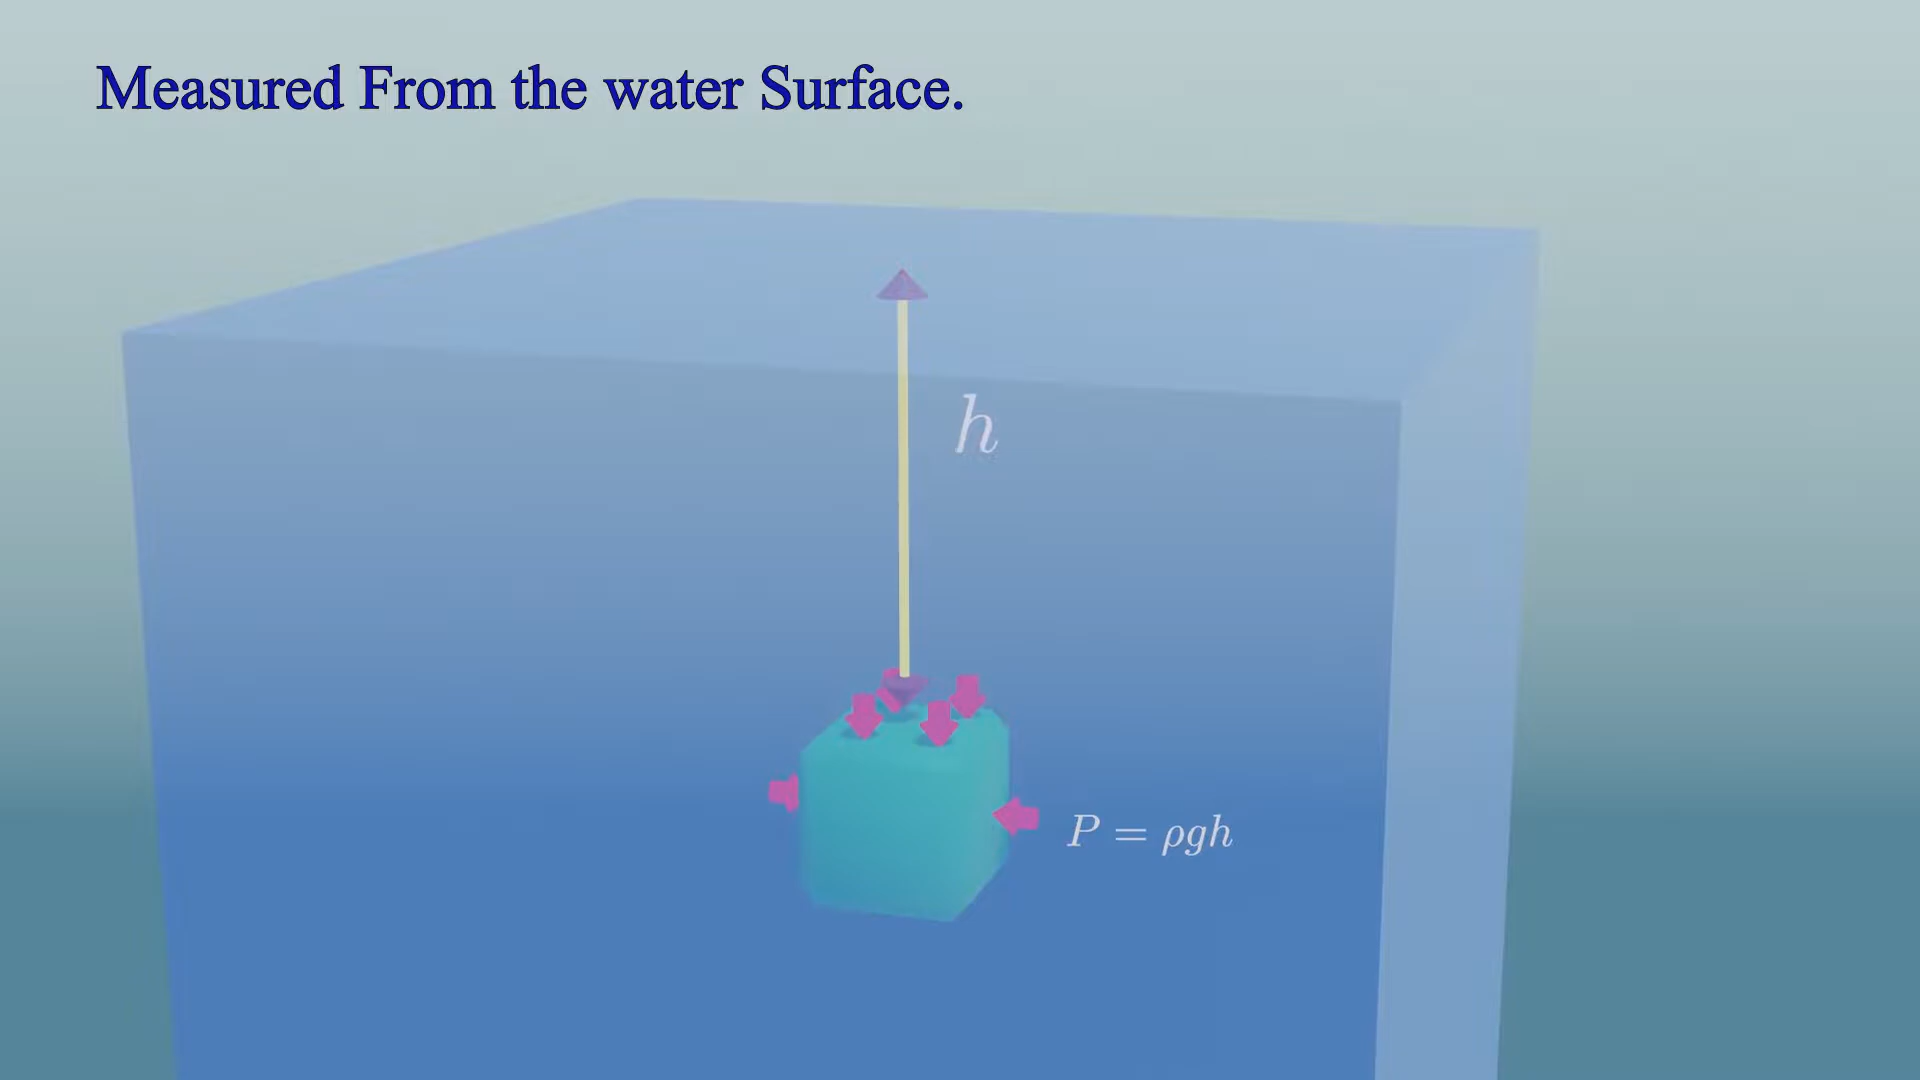 Measured From the water Surface.
h
P = ρgh